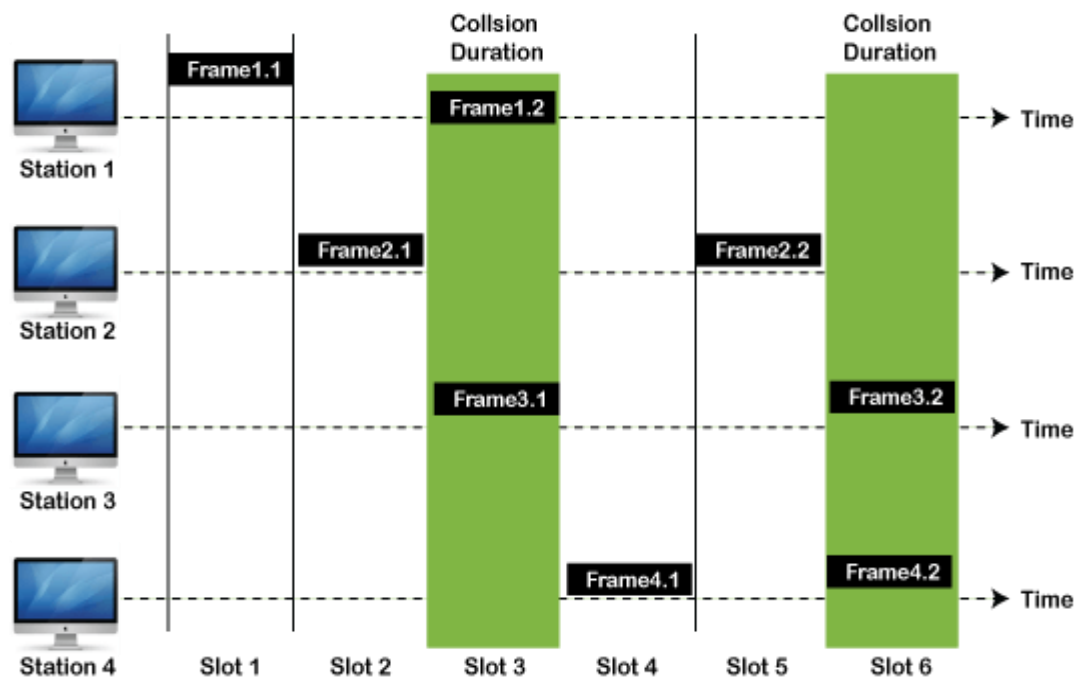 Collsion
Duration
Collsion
Duration
Frame1.1
Frame1.2
Time
Station 1
Frame2.1
Frame2.2
Time
Station 2
Frame3.1
Frame3.2
Time
Station 3
Frame4.1
Frame4.2
Time
Station 4
Slot 1
Slot 2
Slot 3
Slot 4
Slot 5
Slot 6